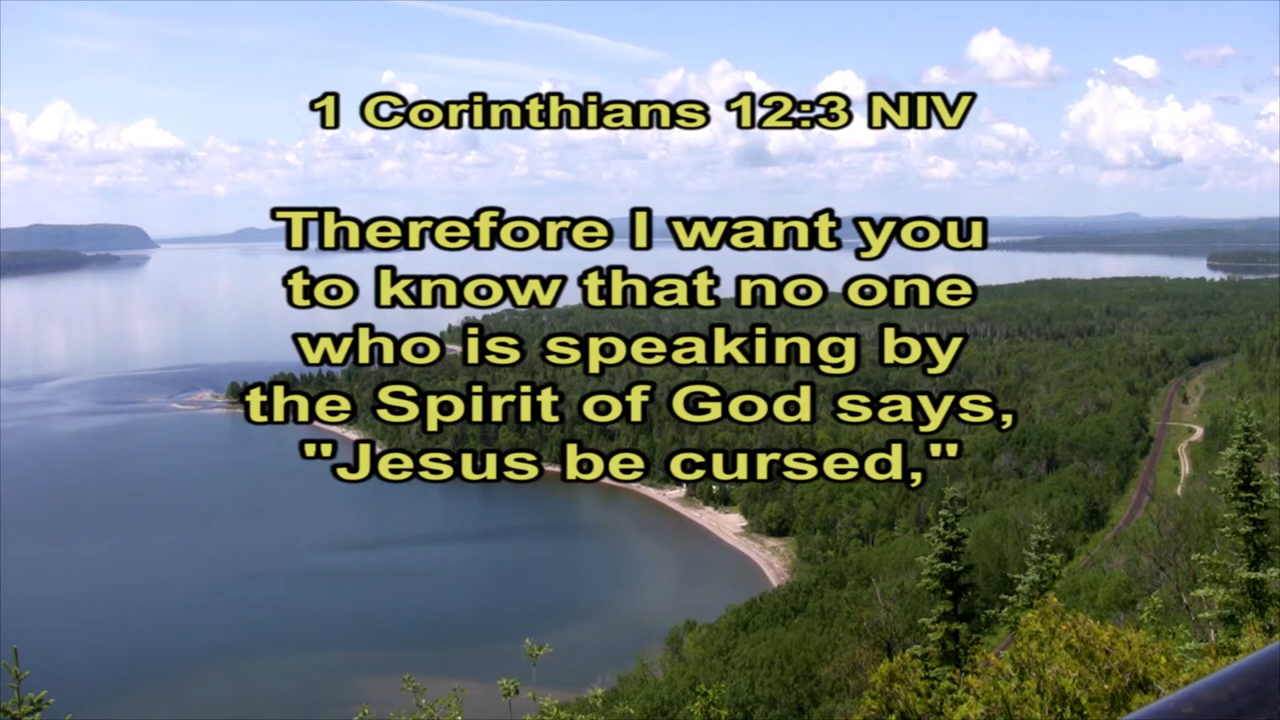 1 Corinthians 12:3 NIV
Therefore I want you
to know that no one
who is speaking by
the Spirit of God says,
"Jesus be cursed,"